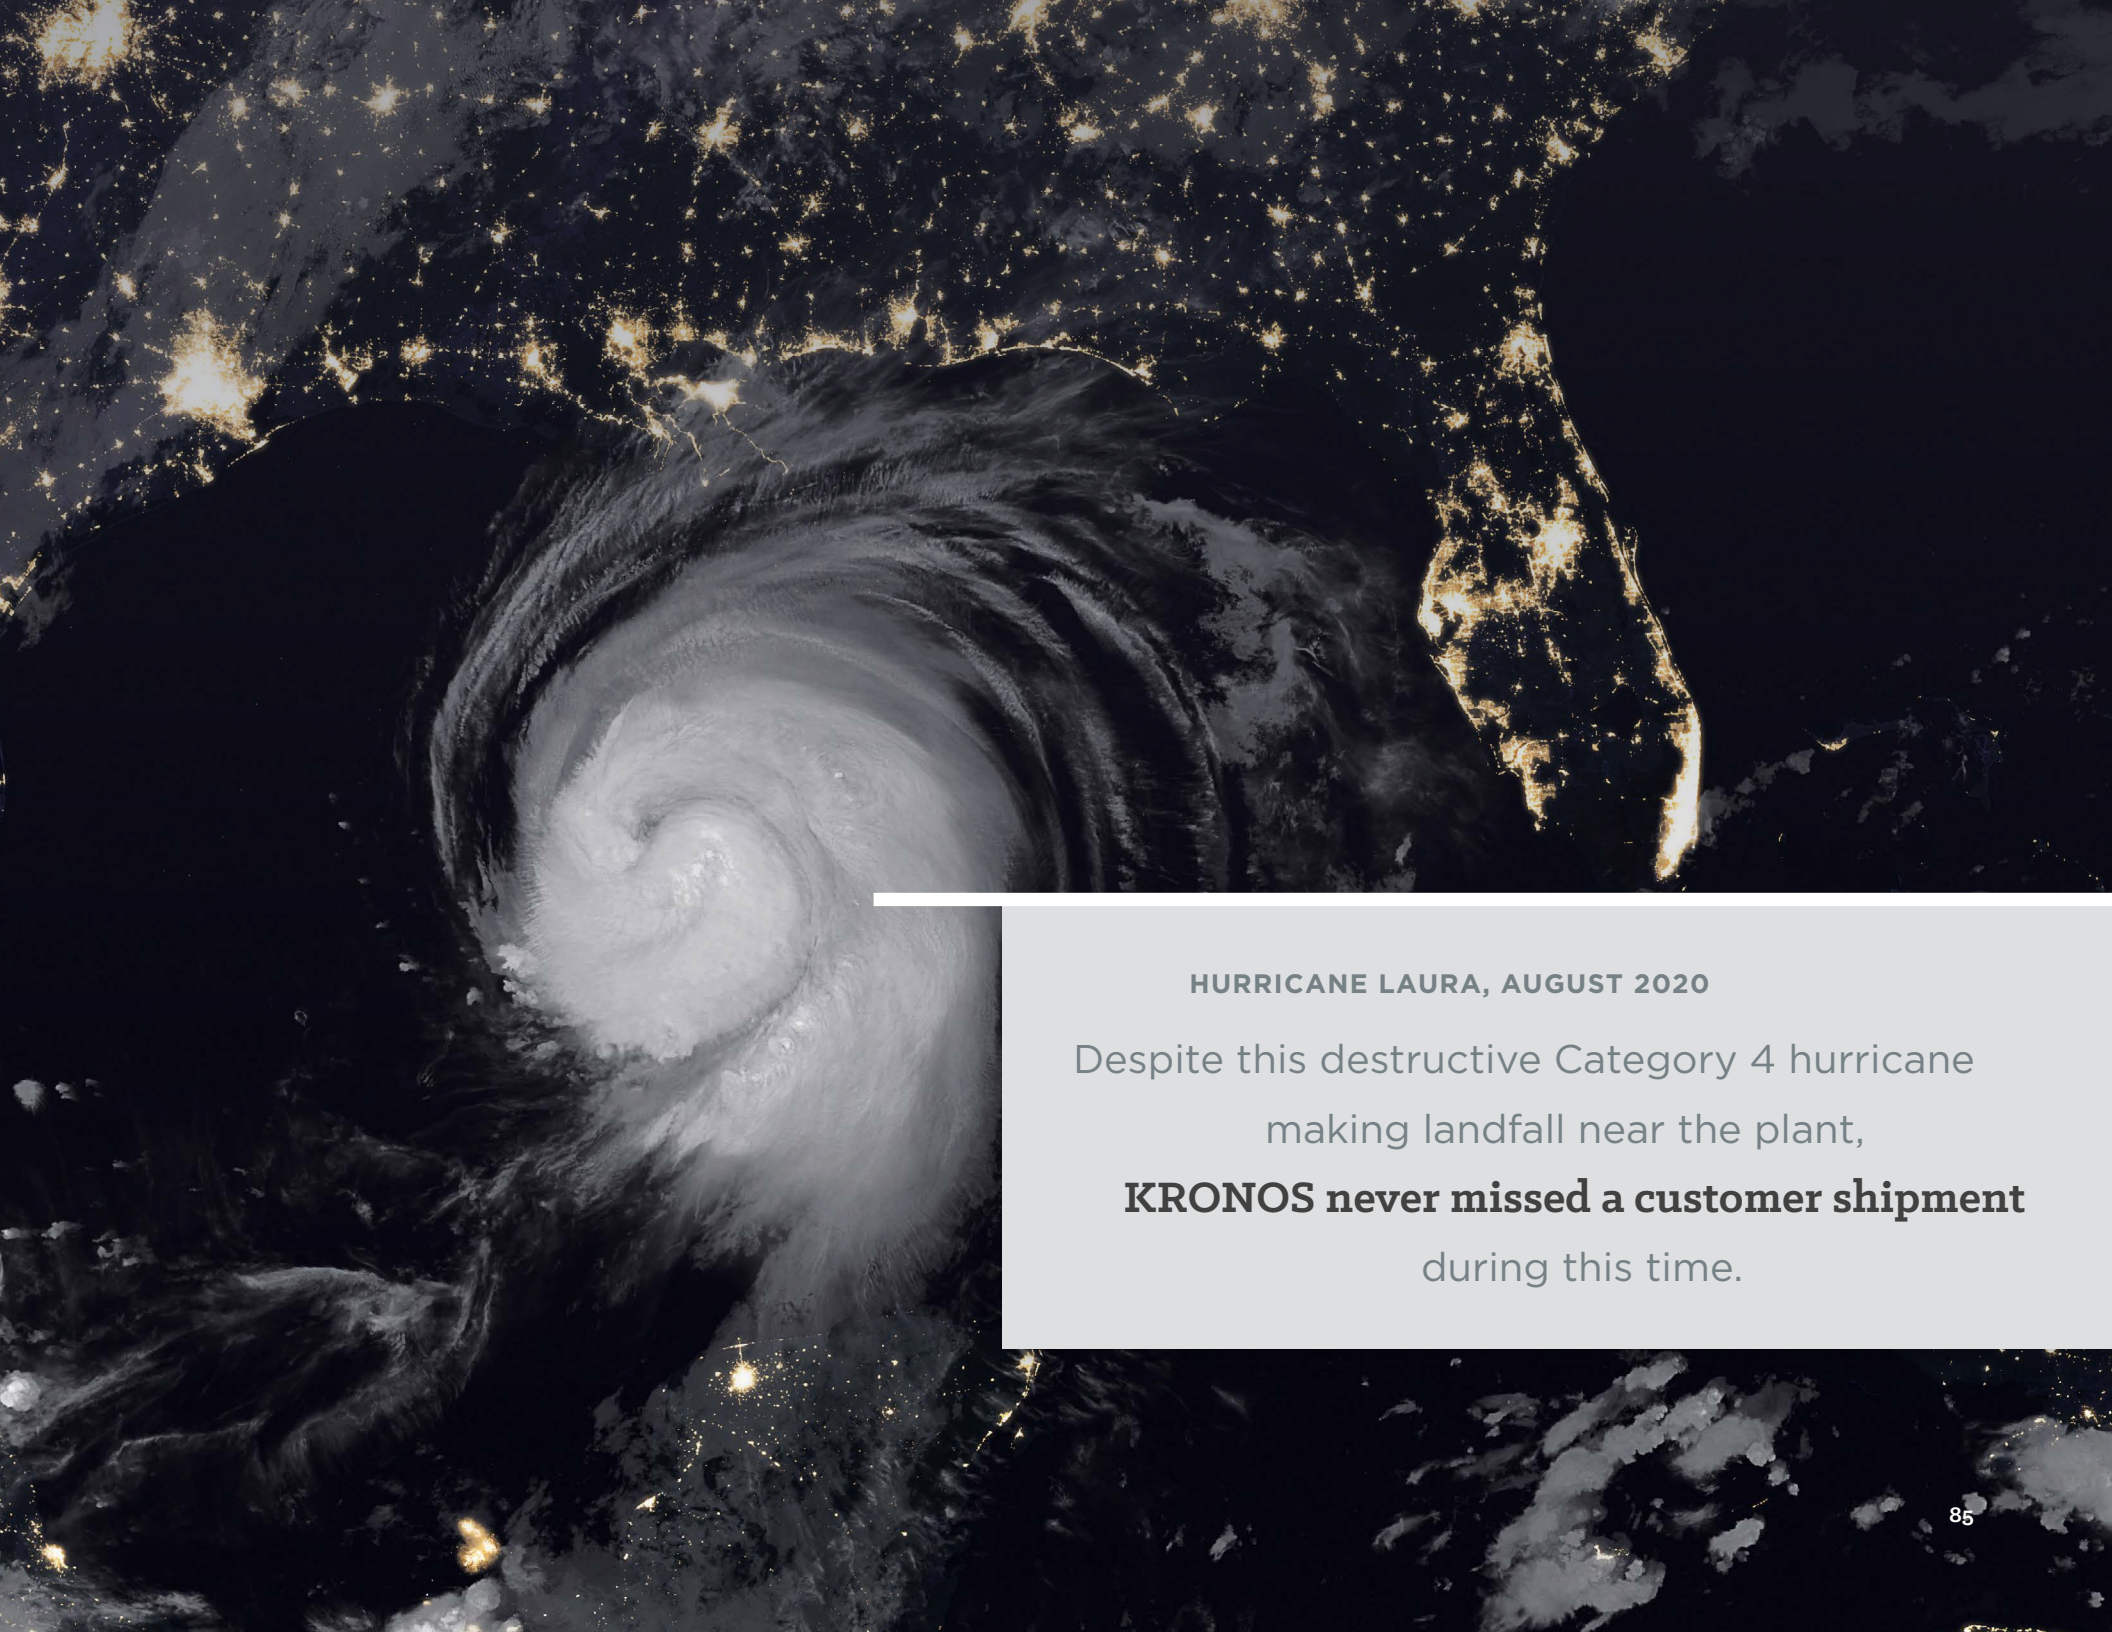 HURRICANE LAURA, AUGUST 2020
Despite this destructive Category 4 hurricane
making landfall near the plant,
KRONOS never missed a customer shipment
during this time.
85